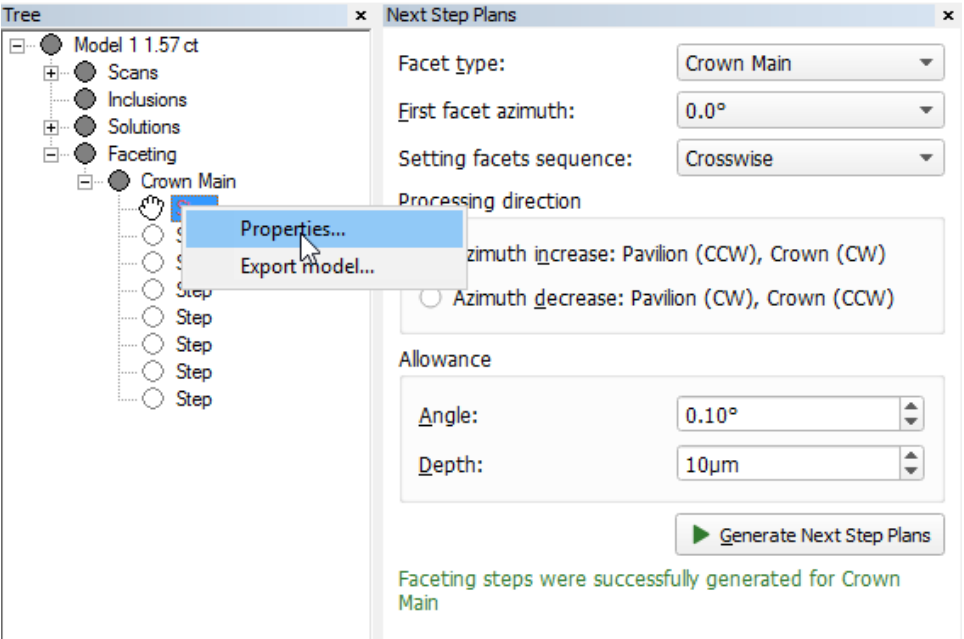 Tree
Model 1 1.57 ct
Scans
Inclusions
Solutions
Faceting
Crown Main
Properties...
Export model...
Step
Step
Step
Step
Step
Next Step Plans
Facet type: Crown Main
First facet azimuth: 0.0°
Setting facets sequence: Crosswise
Processing direction
zimuth increase: Pavilion (CCW), Crown (CW)
Azimuth decrease: Pavilion (CW), Crown (CCW)
Allowance
Angle: 0.10°
Depth: 10µm
Generate Next Step Plans
Faceting steps were successfully generated for Crown
Main